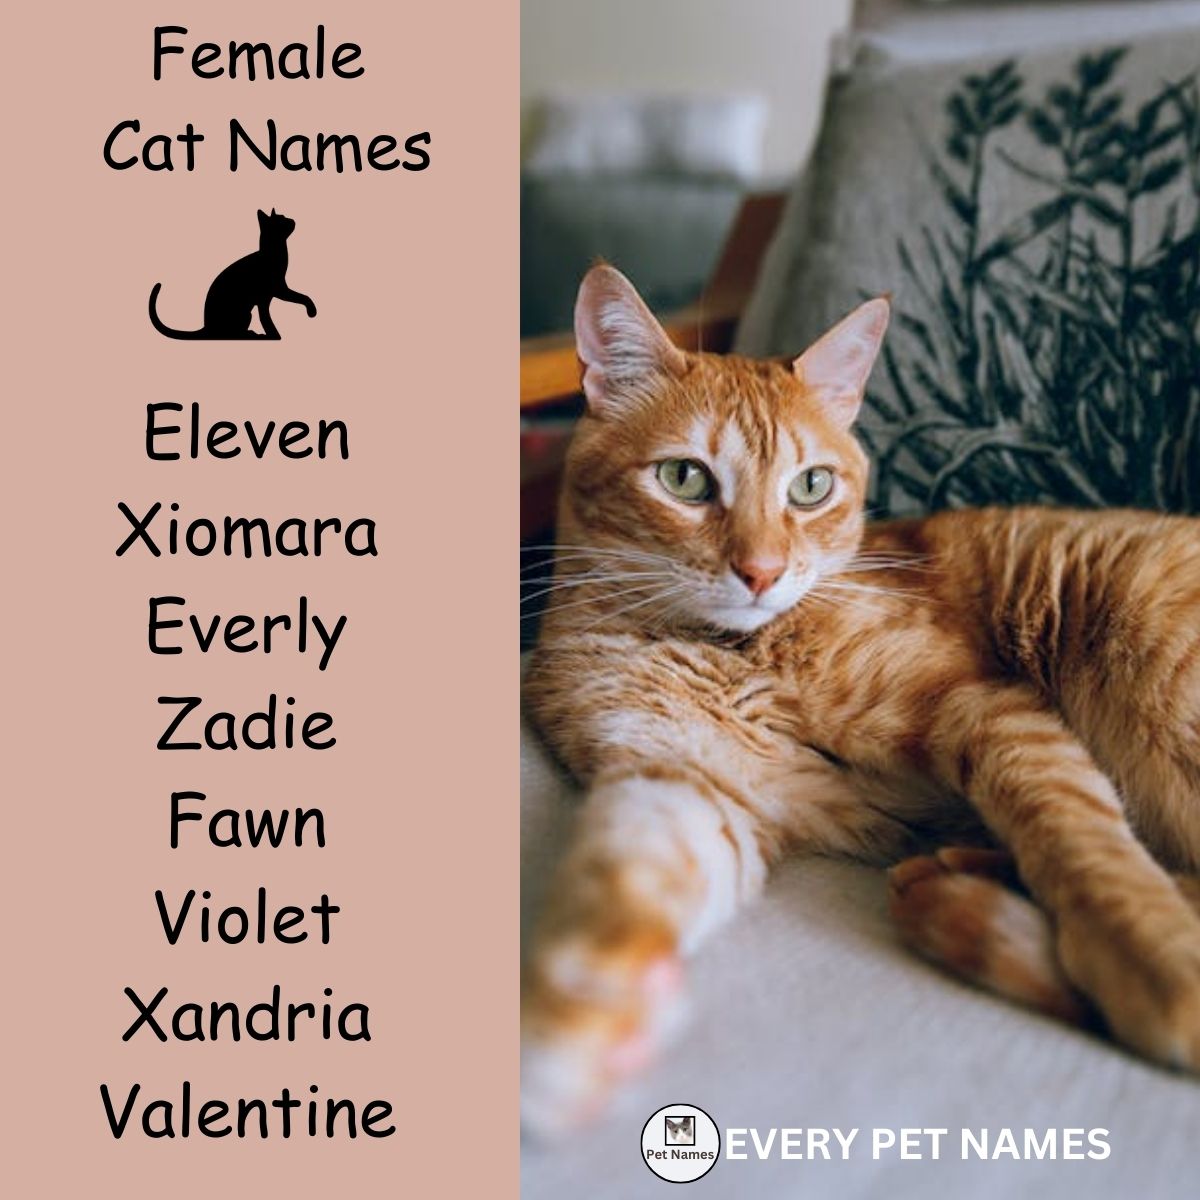 Female
Cat Names
Eleven
Xiomara
Everly
Zadie
Fawn
Violet
Xandria
Valentine
Pet Names
EVERY PET NAMES